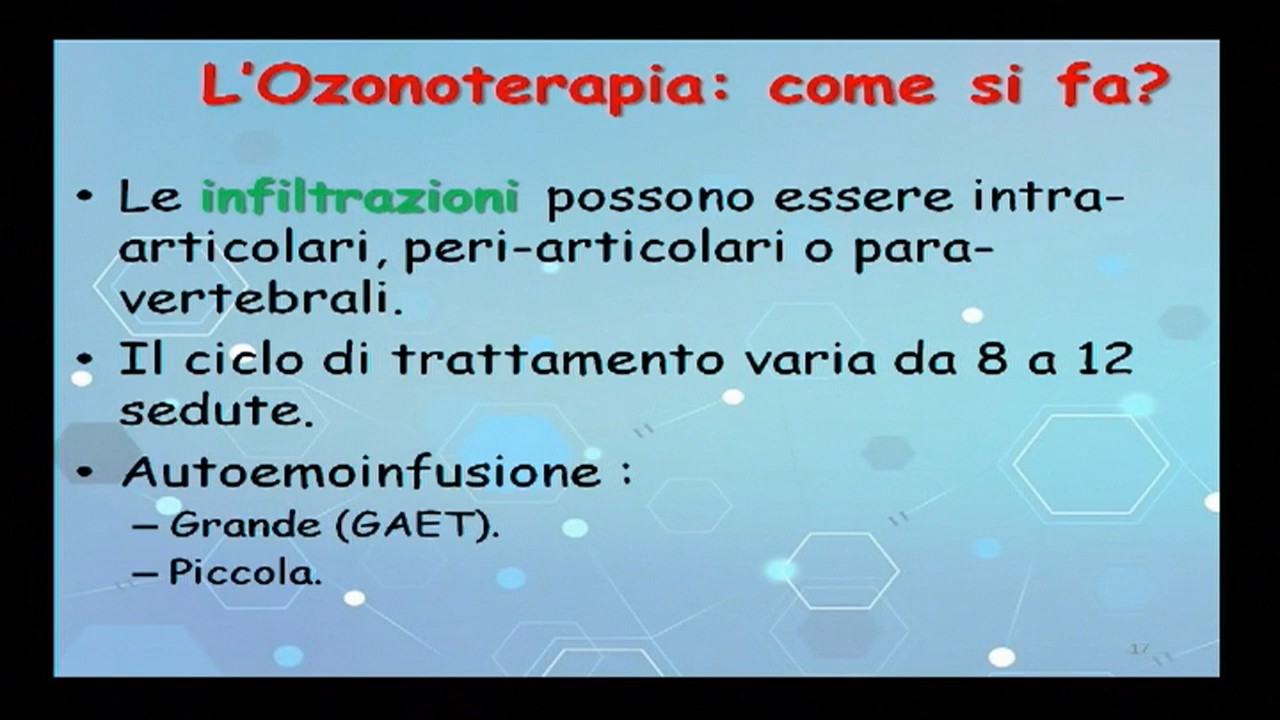 L'Ozonoterapia: come si fa?
• Le infiltrazioni possono essere intra-
articolari, peri-articolari o para-
vertebrali.
• Il ciclo di trattamento varia da 8 a 12
sedute.
• Autoemoinfusione :
– Grande (GAET).
– Piccola.
17